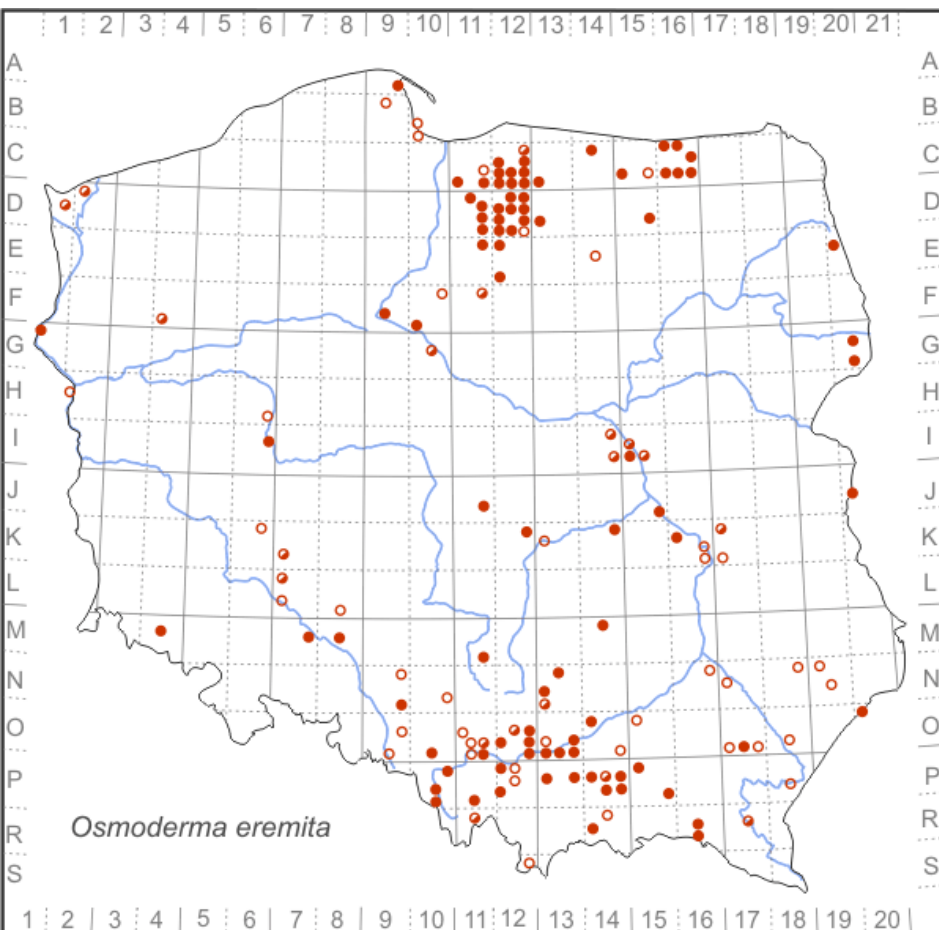 1 2 3 4 5 6 7 8 9 10 11 12 13 14 15 16 17 18 19 20 21
A A
B B
C C
D D
E E
F F
G G
H H
I I
J J
K K
L L
M M
N N
O O
P P
Osmoderma eremita
R R
S S
1 2 3 4 5 6 7 8 9 10 11 12 13 14 15 16 17 18 19 20